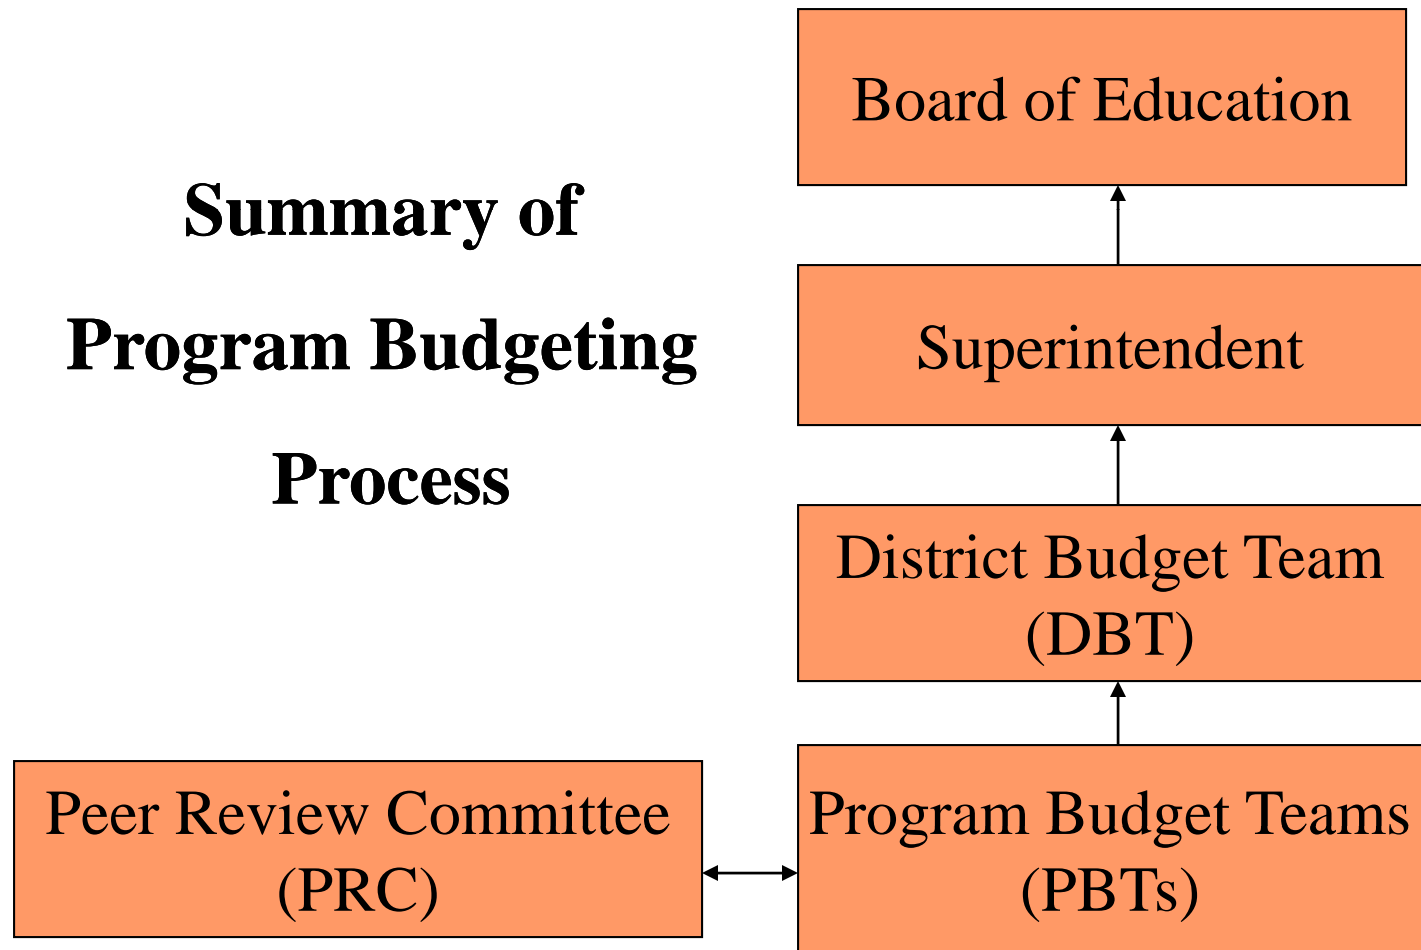 Summary of
Program Budgeting
Process
Board of Education
Superintendent
District Budget Team
(DBT)
Peer Review Committee
(PRC)
Program Budget Teams
(PBTs)